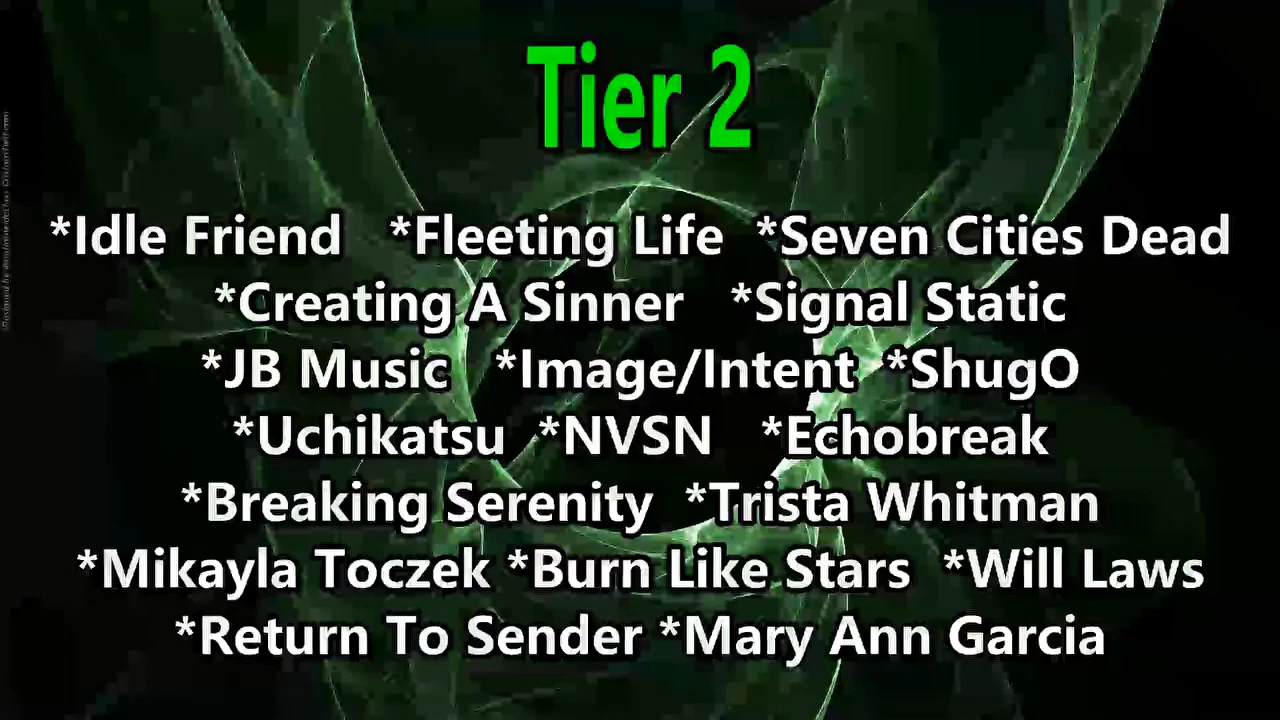 Tier 2
*Idle Friend *Fleeting Life *Seven Cities Dead
*Creating A Sinner *Signal Static
*JB Music *Image/Intent *ShugO
*Uchikatsu *NVSN *Echobreak
*Breaking Serenity *Trista Whitman
*Mikayla Toczek *Burn Like Stars *Will Laws
*Return To Sender *Mary Ann Garcia